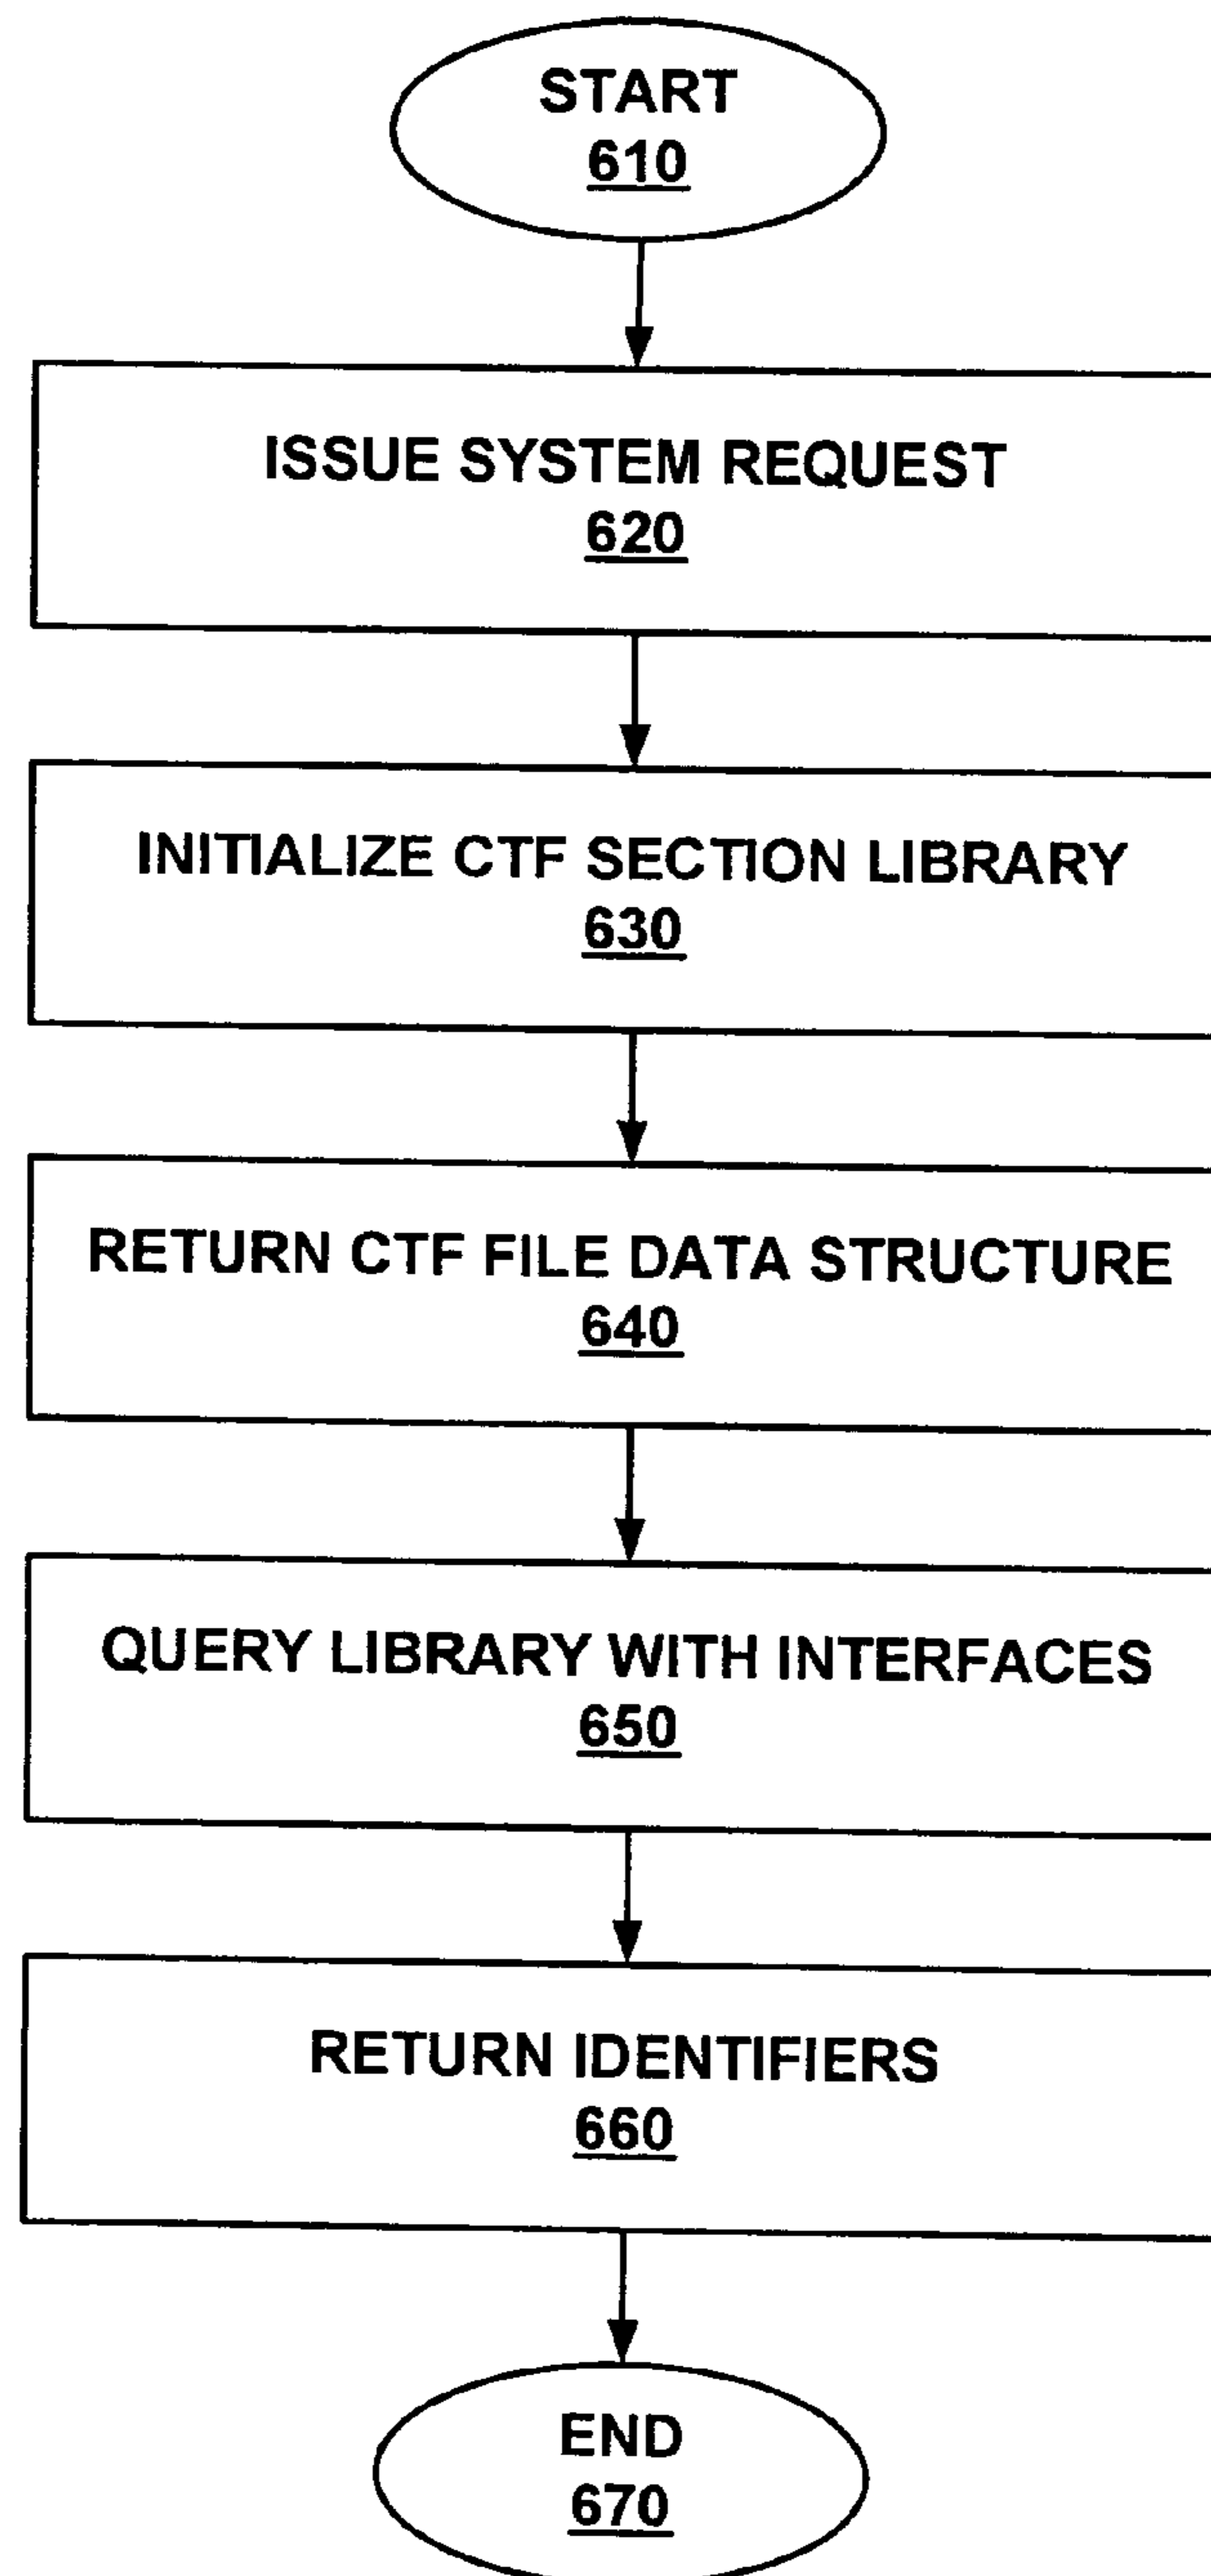 START
610
ISSUE SYSTEM REQUEST
620
INITIALIZE CTF SECTION LIBRARY
630
RETURN CTF FILE DATA STRUCTURE
640
QUERY LIBRARY WITH INTERFACES
650
RETURN IDENTIFIERS
660
END
670